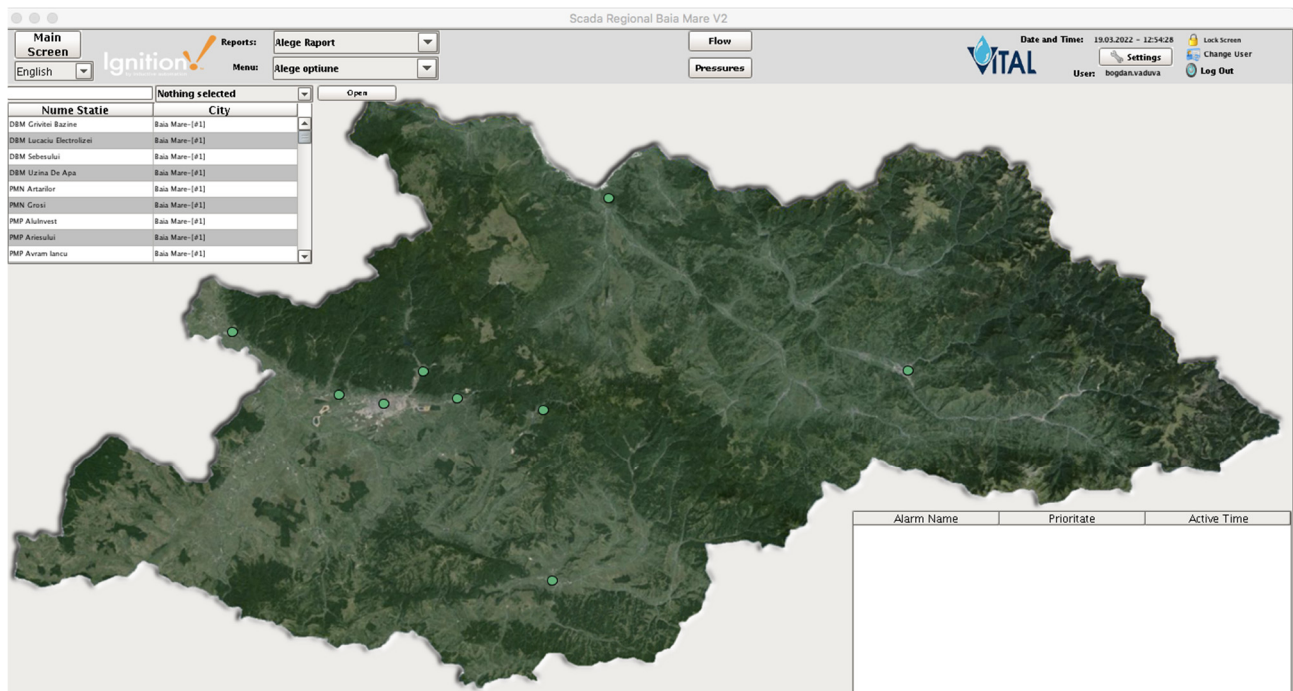 Scada Regional Baia Mare V2
Main
Screen
English
Ignition!
Reports:
Alege Raport
Menu:
Alege optiune
Flow
Pressures
VITAL
Date and Time: 19.03.2022 - 12:54:28
Settings
User: bogdan.vaduva
Lock Screen
Change User
Log Out
Nothing selected
Open
Nume Statie City
DBM Grivitei Bazine Baia Mare-[#1]
DBM Lucaciu Electrolizei Baia Mare-[#1]
DBM Sebesului Baia Mare-[#1]
DBM Uzina De Apa Baia Mare-[#1]
PMN Artarilor Baia Mare-[#1]
PMN Grosi Baia Mare-[#1]
PMP AluInvest Baia Mare-[#1]
PMP Ariesului Baia Mare-[#1]
PMP Avram Iancu Baia Mare-[#1]
Alarm Name Prioritate Active Time